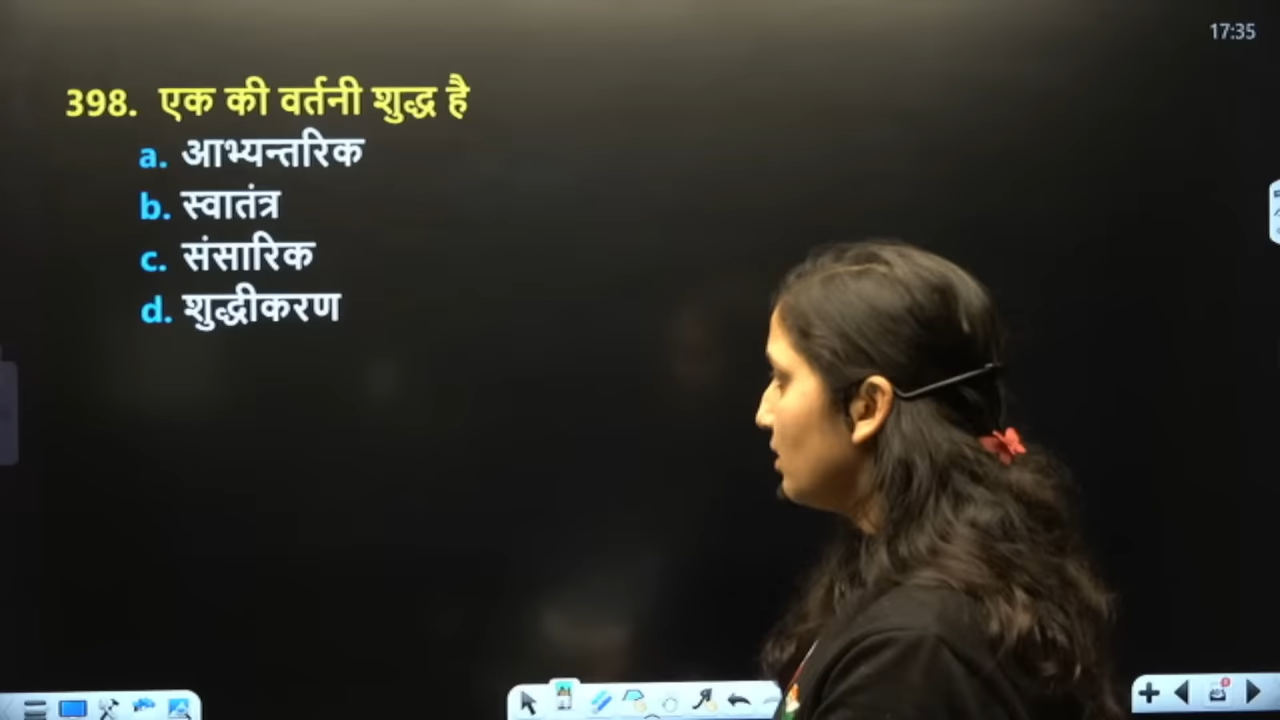 17:35
398. एक की वर्तनी शुद्ध है
a. आभ्यन्तरिक
b. स्वातंत्र
c. संसारिक
d. शुद्धीकरण